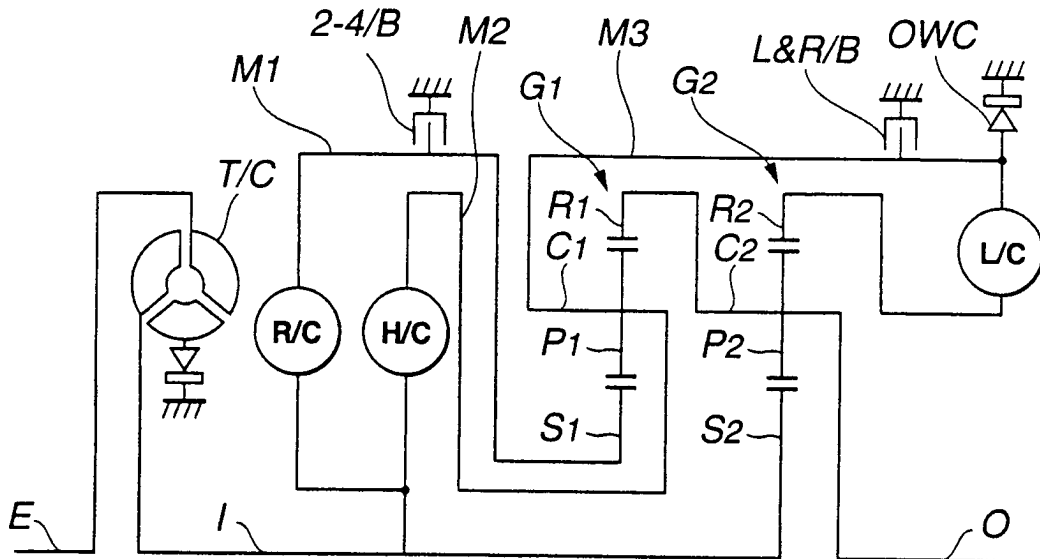 2-4/B
M2
M3
L&R/B
OWC
M1
G1
G2
T/C
R1
R2
C1
C2
L/C
R/C
H/C
P1
P2
S1
S2
E
I
O